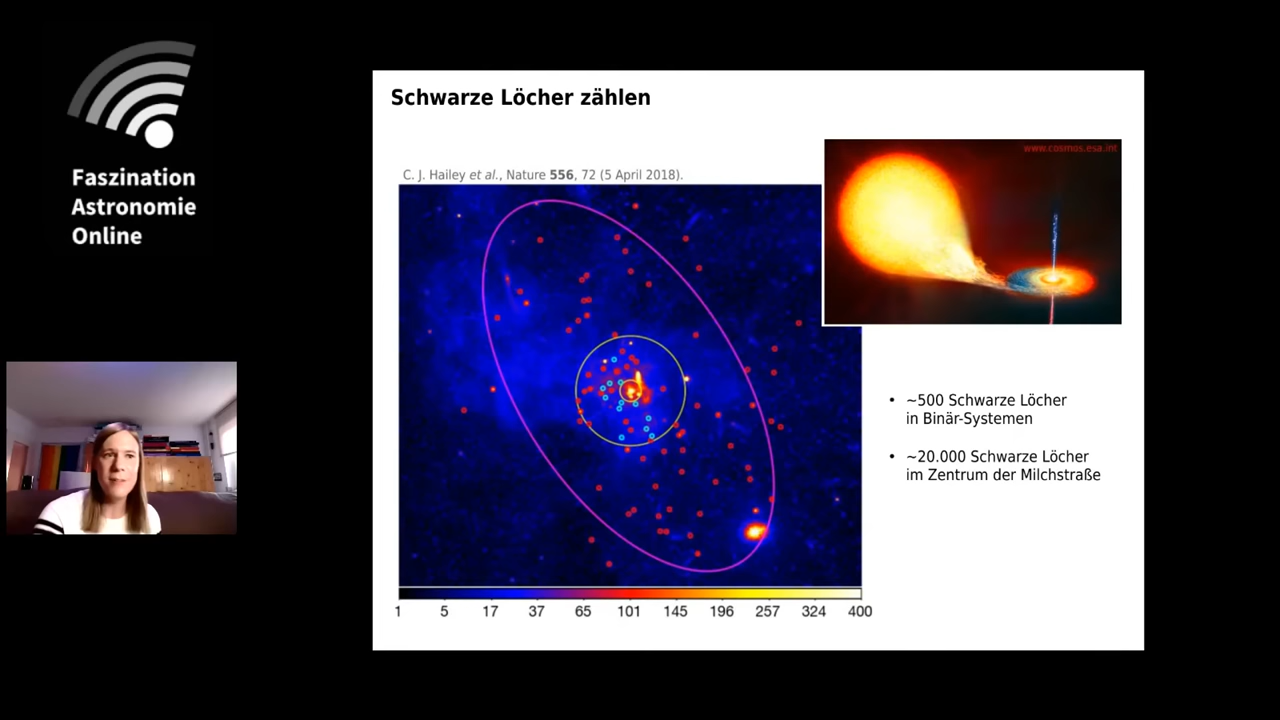 Faszination
Astronomie
Online
Schwarze Löcher zählen
www.cosmos.esa.int
C. J. Hailey et al., Nature 556, 72 (5 April 2018).
• ~500 Schwarze Löcher
in Binär-Systemen
• ~20.000 Schwarze Löcher
im Zentrum der Milchstraße
1 5 17 37 65 101 145 196 257 324 400